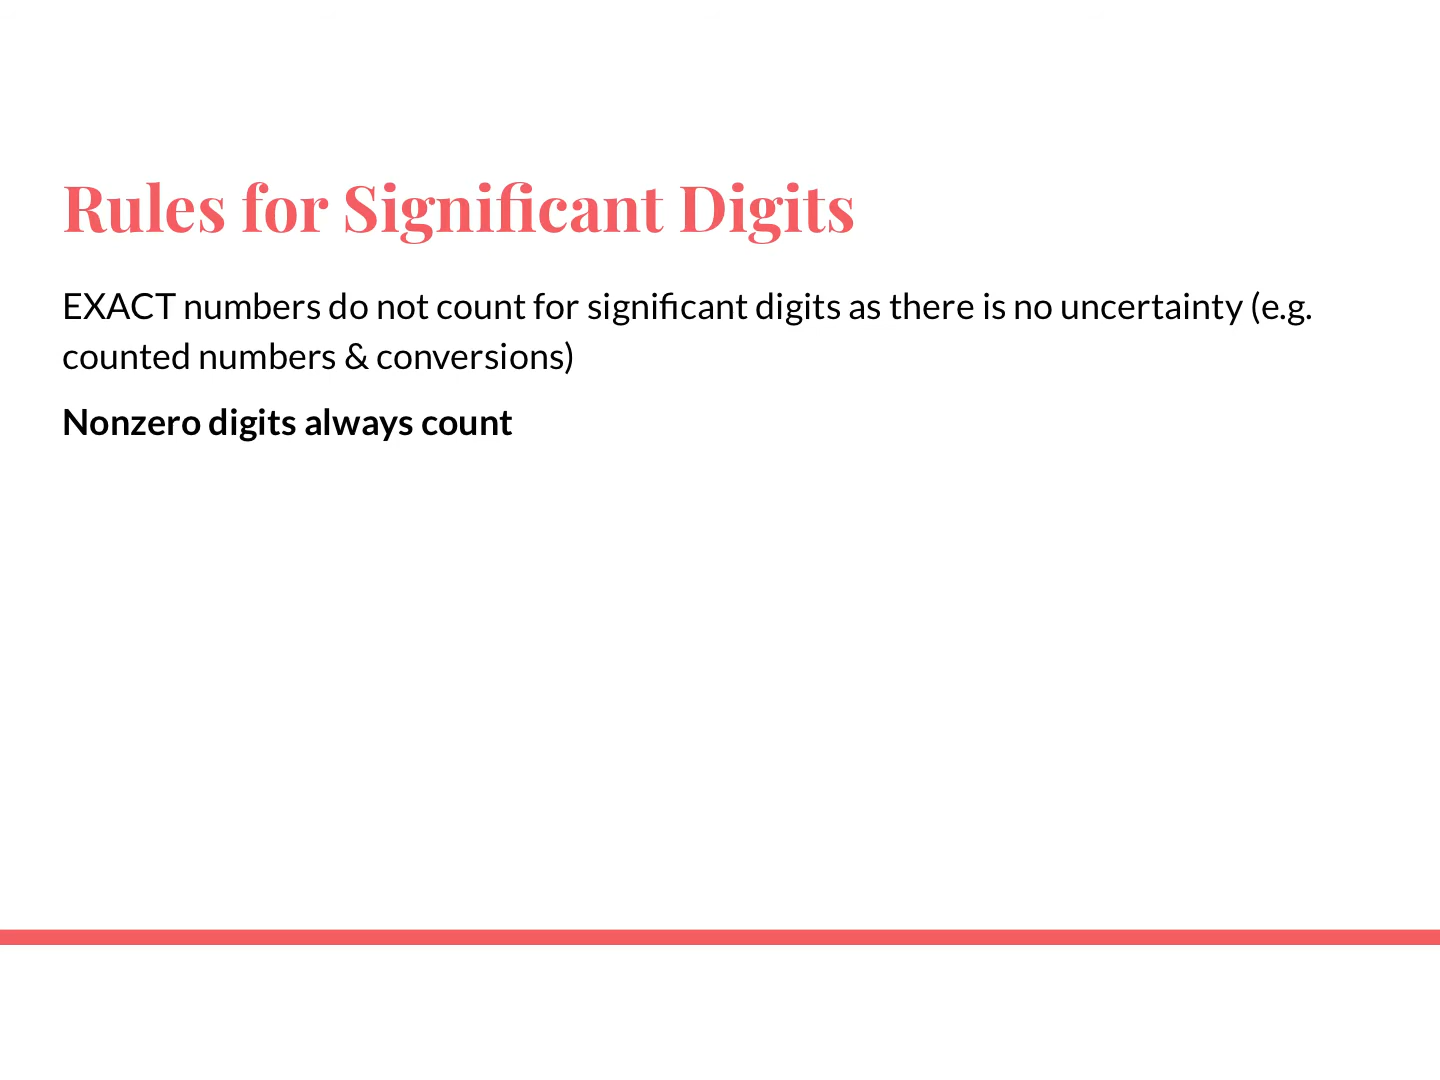 Rules for Significant Digits
EXACT numbers do not count for significant digits as there is no uncertainty (e.g.
counted numbers & conversions)
Nonzero digits always count